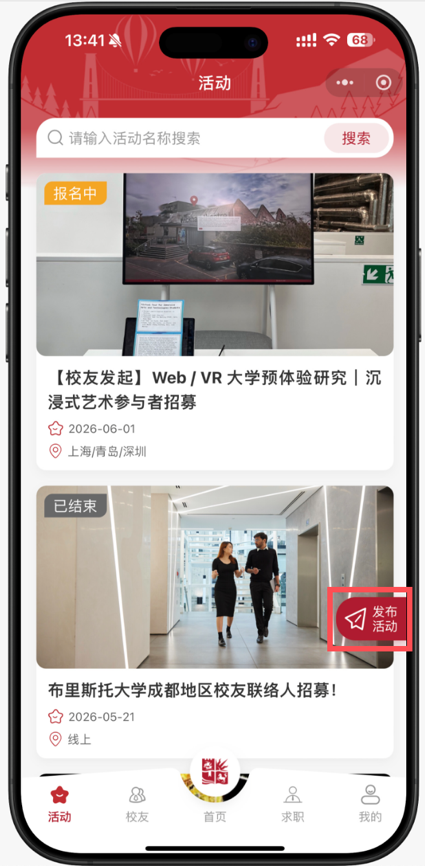 13:41
68
活动
请输入活动名称搜索
搜索
报名中
【校友发起】Web / VR 大学预体验研究｜沉
浸式艺术参与者招募
2026-06-01
上海/青岛/深圳
已结束
发布
活动
布里斯托大学成都地区校友联络人招募！
2026-05-21
线上
活动
校友
首页
求职
我的